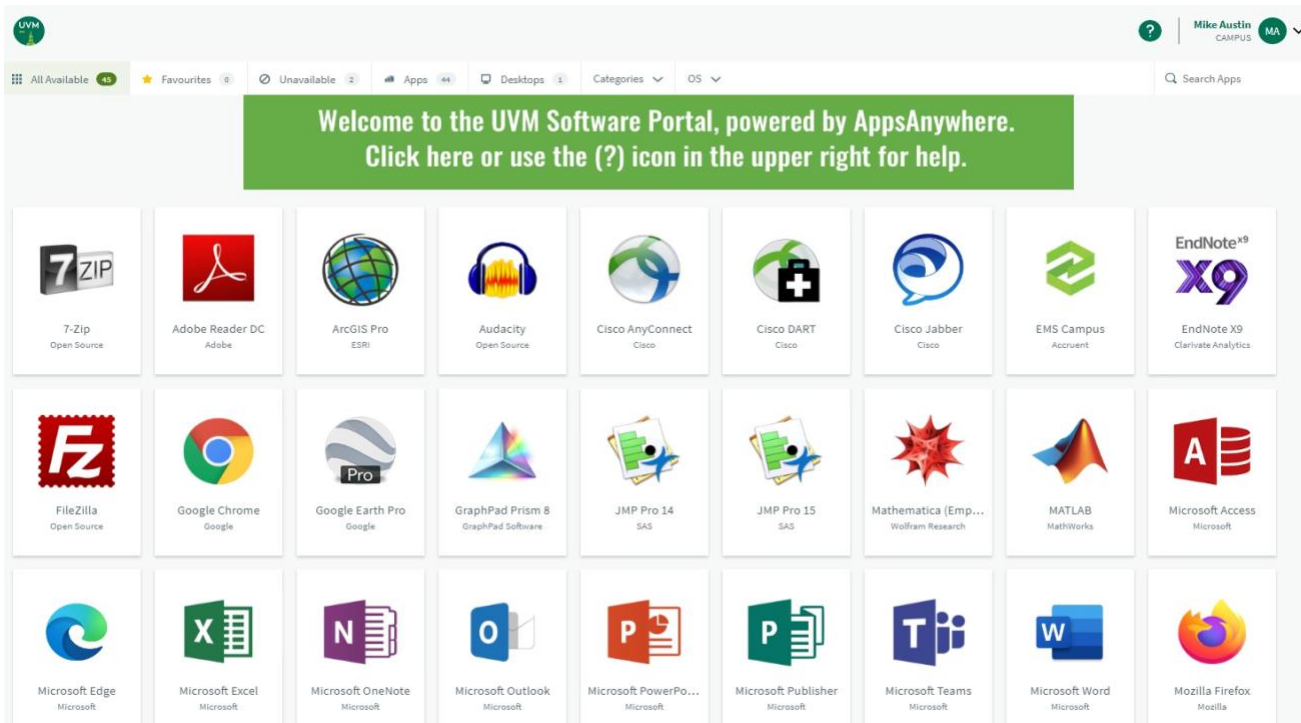 UVM
?
Mike Austin
CAMPUS
MA
All Available 45
Favourites 0
Unavailable 2
Apps 44
Desktops 1
Categories
OS
Search Apps
Welcome to the UVM Software Portal, powered by AppsAnywhere.
Click here or use the (?) icon in the upper right for help.
7 ZIP
7-Zip
Open Source
Adobe Reader DC
Adobe
ArcGIS Pro
ESRI
Audacity
Open Source
Cisco AnyConnect
Cisco
Cisco DART
Cisco
Cisco Jabber
Cisco
EMS Campus
Accruent
EndNote x9
X9
EndNote X9
Clarivate Analytics
Fz
FileZilla
Open Source
Google Chrome
Google
Pro
Google Earth Pro
Google
GraphPad Prism 8
GraphPad Software
JMP Pro 14
SAS
JMP Pro 15
SAS
Mathematica (Emp...
Wolfram Research
MATLAB
MathWorks
A
Microsoft Access
Microsoft
Microsoft Edge
Microsoft
X
Microsoft Excel
Microsoft
N
Microsoft OneNote
Microsoft
O
Microsoft Outlook
Microsoft
P
Microsoft PowerPo...
Microsoft
P
Microsoft Publisher
Microsoft
T
Microsoft Teams
Microsoft
W
Microsoft Word
Microsoft
Mozilla Firefox
Mozilla